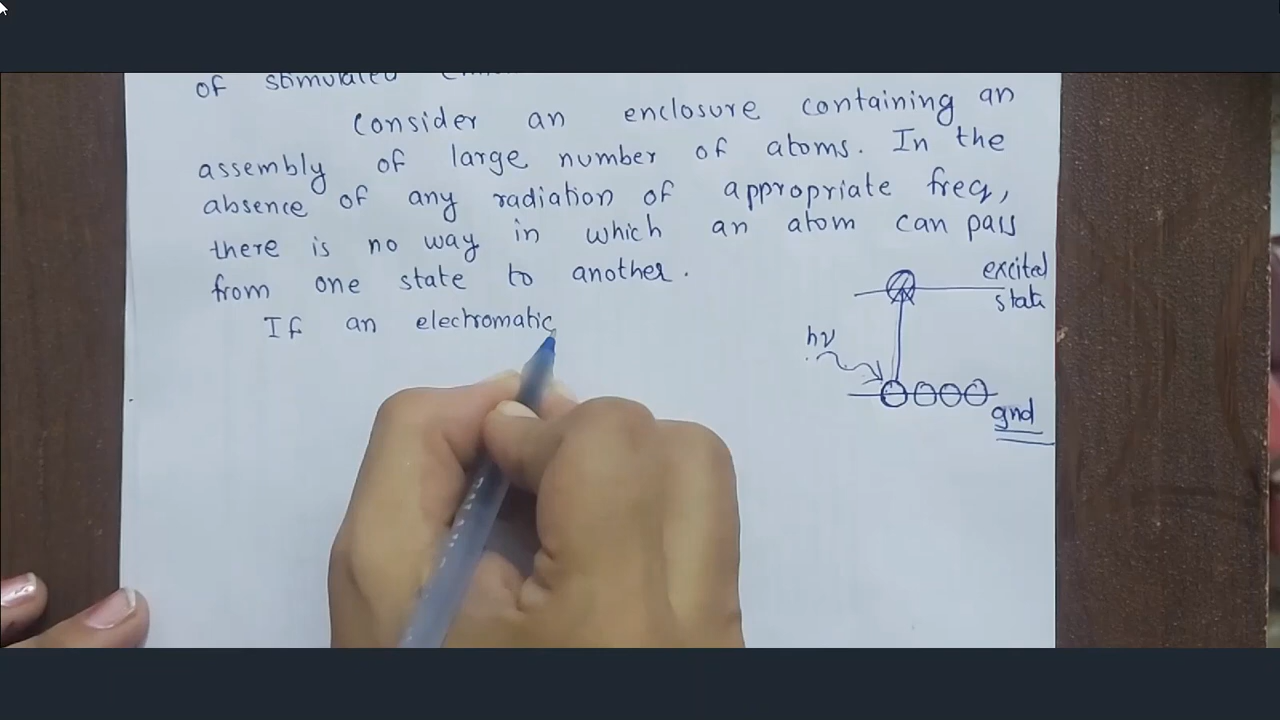 of stimulated
Consider an enclosure containing an
assembly of large number of atoms. In the
absence of any radiation of appropriate freq,
there is no way in which an atom can pass
from one state to another.
If an electromatic
excited
state
hν
gnd